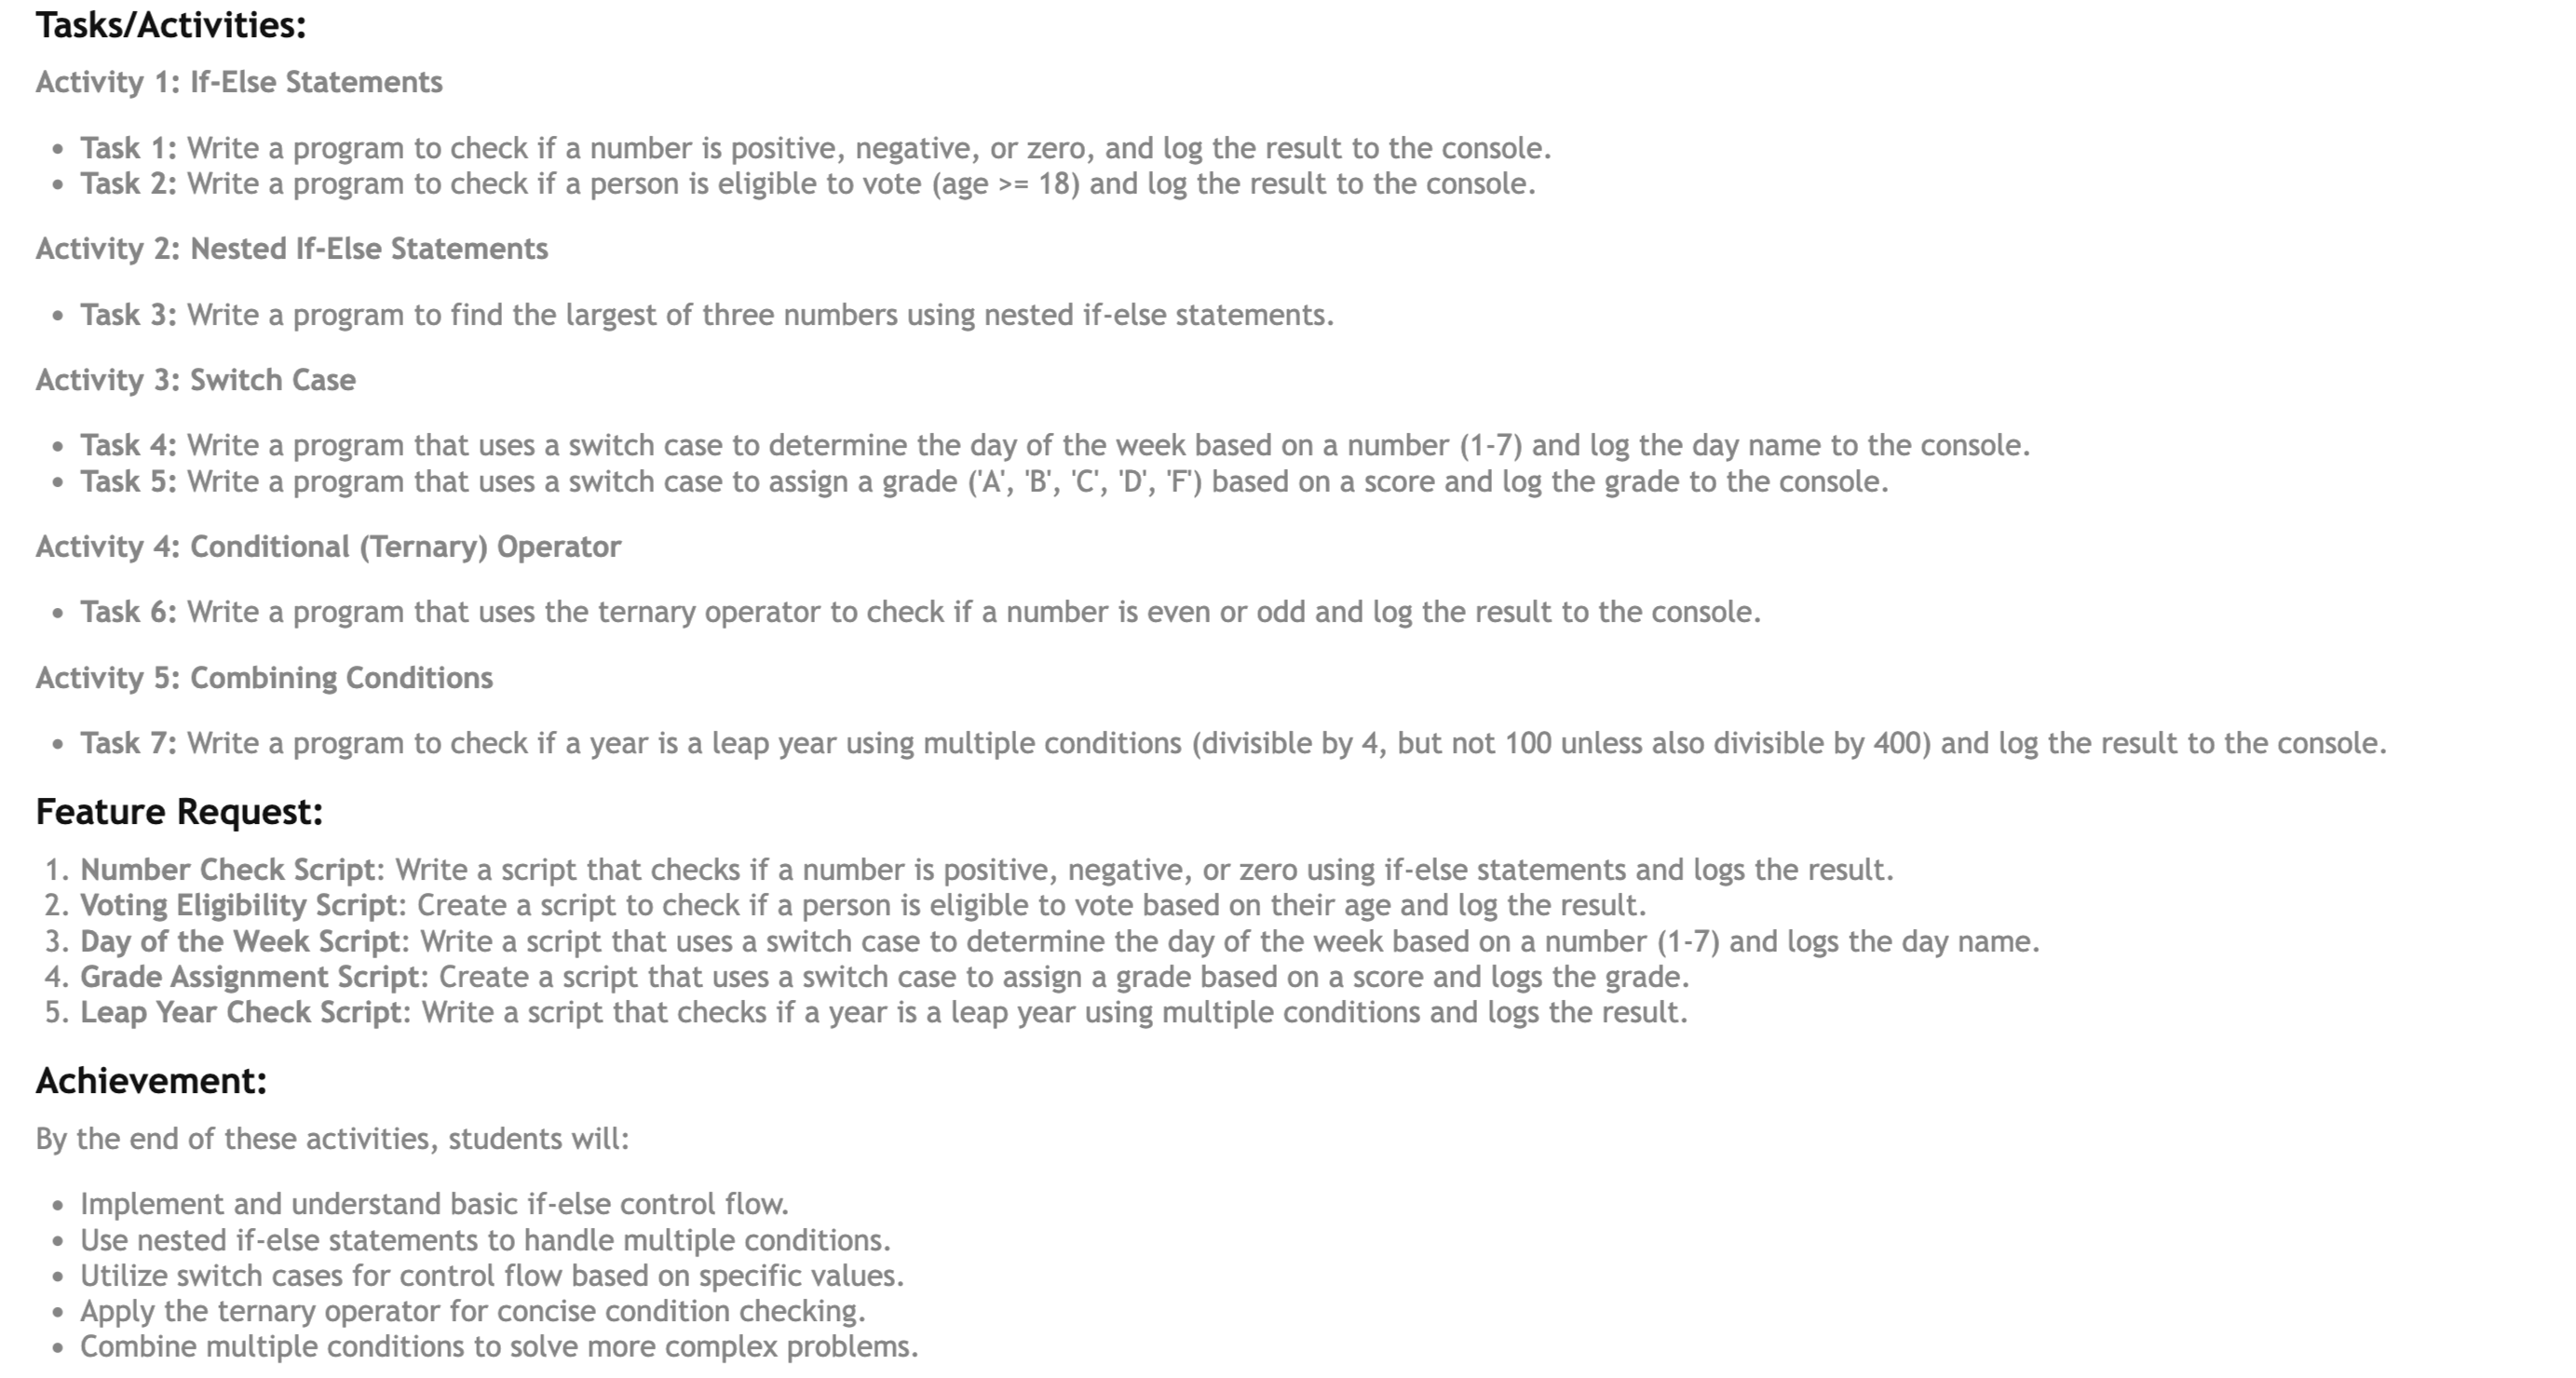 Tasks/Activities:
Activity 1: If-Else Statements
• Task 1: Write a program to check if a number is positive, negative, or zero, and log the result to the console.
• Task 2: Write a program to check if a person is eligible to vote (age >= 18) and log the result to the console.
Activity 2: Nested If-Else Statements
• Task 3: Write a program to find the largest of three numbers using nested if-else statements.
Activity 3: Switch Case
• Task 4: Write a program that uses a switch case to determine the day of the week based on a number (1-7) and log the day name to the console.
• Task 5: Write a program that uses a switch case to assign a grade ('A', 'B', 'C', 'D', 'F') based on a score and log the grade to the console.
Activity 4: Conditional (Ternary) Operator
• Task 6: Write a program that uses the ternary operator to check if a number is even or odd and log the result to the console.
Activity 5: Combining Conditions
• Task 7: Write a program to check if a year is a leap year using multiple conditions (divisible by 4, but not 100 unless also divisible by 400) and log the result to the console.
Feature Request:
1. Number Check Script: Write a script that checks if a number is positive, negative, or zero using if-else statements and logs the result.
2. Voting Eligibility Script: Create a script to check if a person is eligible to vote based on their age and log the result.
3. Day of the Week Script: Write a script that uses a switch case to determine the day of the week based on a number (1-7) and logs the day name.
4. Grade Assignment Script: Create a script that uses a switch case to assign a grade based on a score and logs the grade.
5. Leap Year Check Script: Write a script that checks if a year is a leap year using multiple conditions and logs the result.
Achievement:
By the end of these activities, students will:
• Implement and understand basic if-else control flow.
• Use nested if-else statements to handle multiple conditions.
• Utilize switch cases for control flow based on specific values.
• Apply the ternary operator for concise condition checking.
• Combine multiple conditions to solve more complex problems.